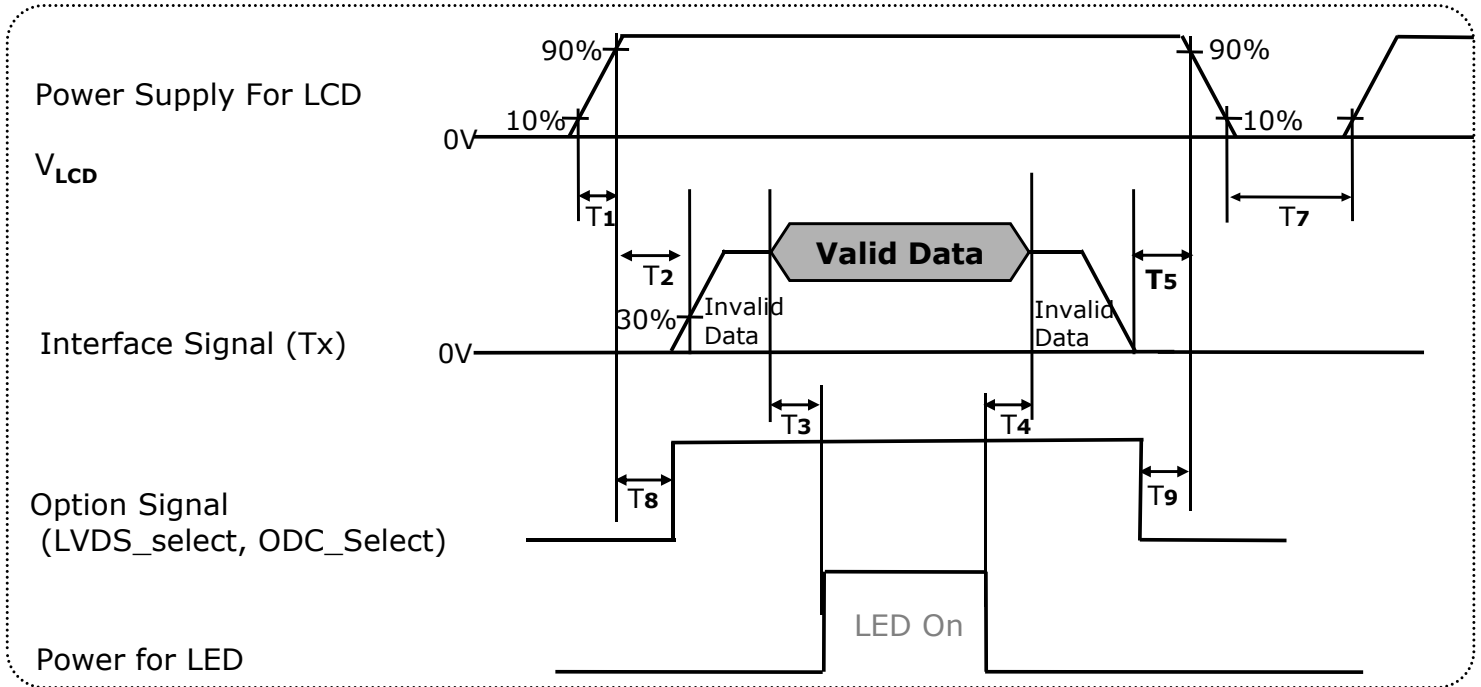 90%
90%
Power Supply For LCD
10%
10%
0V
VLCD
T1
T7
Valid Data
T2
T5
Invalid
Data
Invalid
Data
30%
Interface Signal (Tx)
0V
T3
T4
T8
T9
Option Signal
(LVDS_select, ODC_Select)
LED On
Power for LED